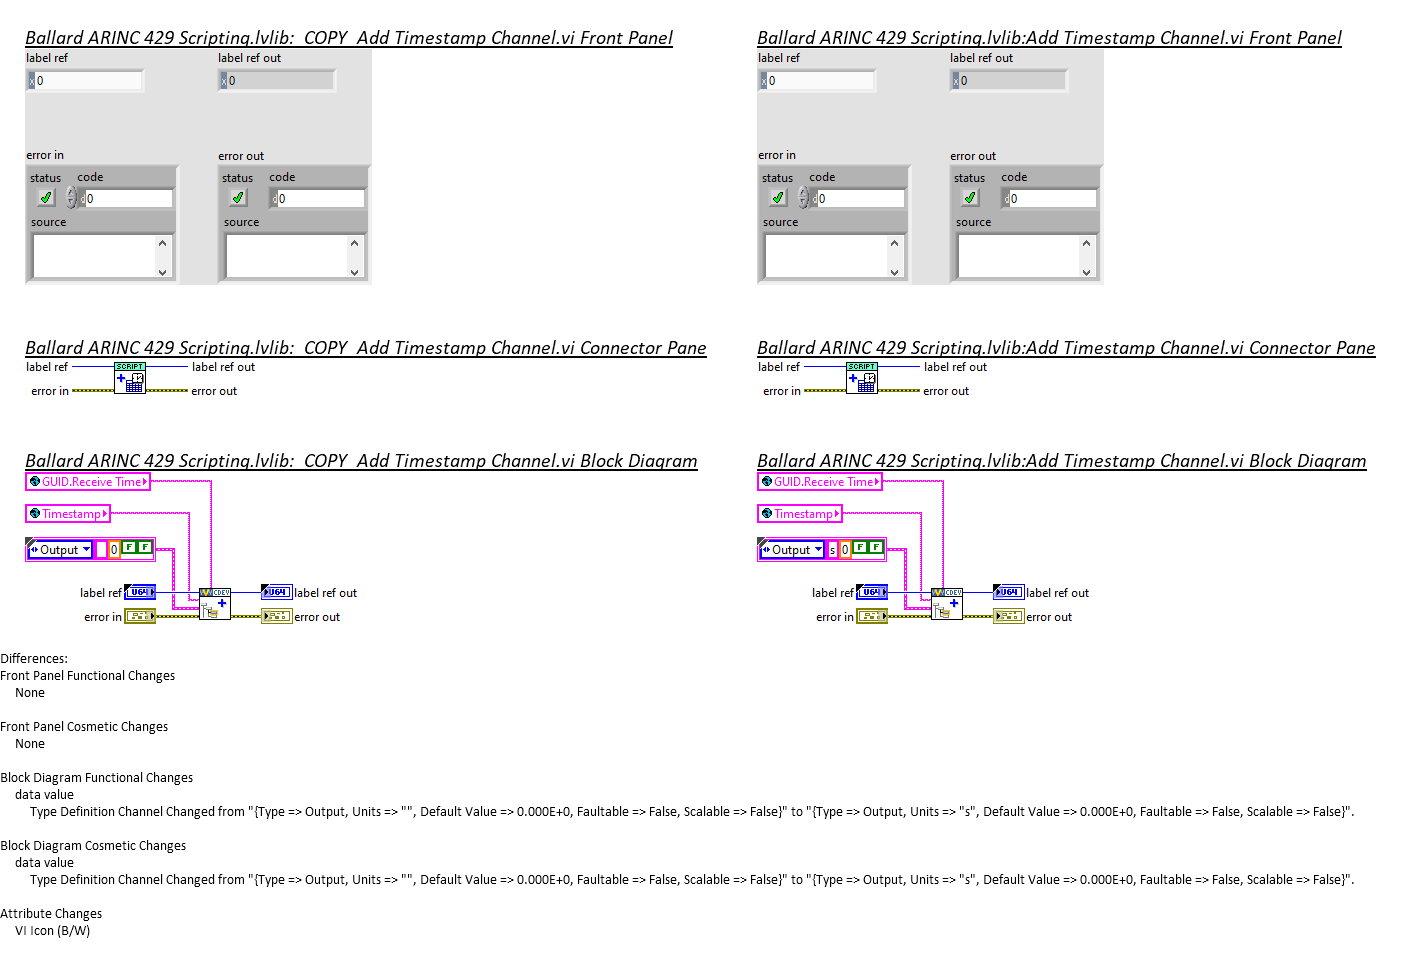 Ballard ARINC 429 Scripting.lvlib:  COPY  Add Timestamp Channel.vi Front Panel
label ref
label ref out
x 0
x 0
error in
error out
status
code
status
code
d 0
d 0
source
source
Ballard ARINC 429 Scripting.lvlib:Add Timestamp Channel.vi Front Panel
label ref
label ref out
x 0
x 0
error in
error out
status
code
status
code
d 0
d 0
source
source
Ballard ARINC 429 Scripting.lvlib:  COPY  Add Timestamp Channel.vi Connector Pane
label ref
SCRIPT
label ref out
error in
error out
Ballard ARINC 429 Scripting.lvlib:Add Timestamp Channel.vi Connector Pane
label ref
SCRIPT
label ref out
error in
error out
Ballard ARINC 429 Scripting.lvlib:  COPY  Add Timestamp Channel.vi Block Diagram
GUID.Receive Time
Timestamp
Output 0 F F
label ref
U64
CDEV
U64
label ref out
error in
error out
Ballard ARINC 429 Scripting.lvlib:Add Timestamp Channel.vi Block Diagram
GUID.Receive Time
Timestamp
Output s 0 F F
label ref
U64
CDEV
U64
label ref out
error in
error out
Differences:
Front Panel Functional Changes
None
Front Panel Cosmetic Changes
None
Block Diagram Functional Changes
data value
Type Definition Channel Changed from "{Type => Output, Units => "", Default Value => 0.000E+0, Faultable => False, Scalable => False}" to "{Type => Output, Units => "s", Default Value => 0.000E+0, Faultable => False, Scalable => False}".
Block Diagram Cosmetic Changes
data value
Type Definition Channel Changed from "{Type => Output, Units => "", Default Value => 0.000E+0, Faultable => False, Scalable => False}" to "{Type => Output, Units => "s", Default Value => 0.000E+0, Faultable => False, Scalable => False}".
Attribute Changes
VI Icon (B/W)